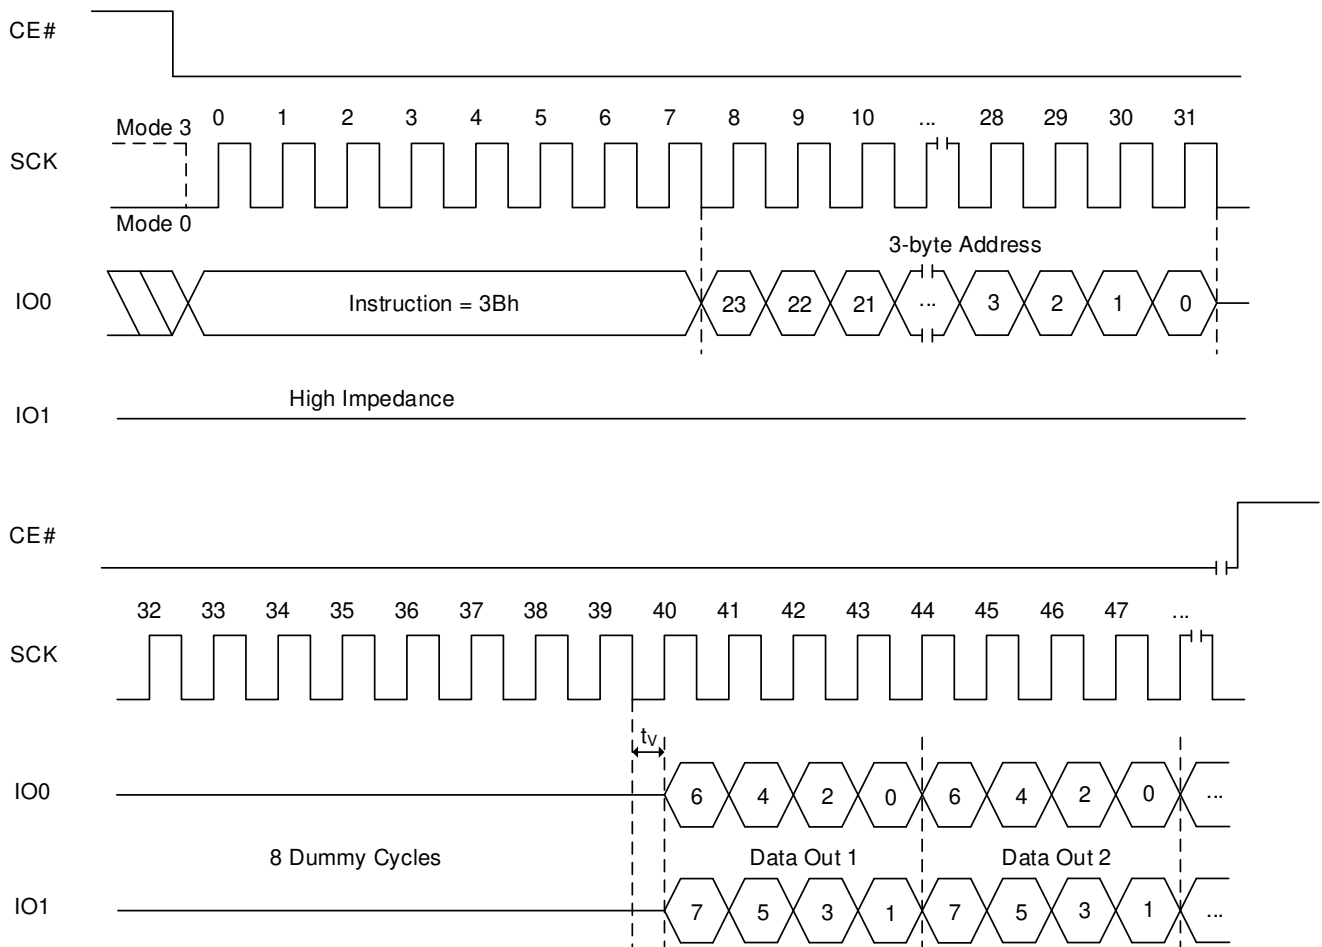 CE#
Mode 3 0 1 2 3 4 5 6 7 8 9 10 ... 28 29 30 31
SCK
Mode 0
3-byte Address
IO0 Instruction = 3Bh 23 22 21 ... 3 2 1 0
High Impedance
IO1
CE#
32 33 34 35 36 37 38 39 40 41 42 43 44 45 46 47 ...
SCK
tV
IO0 6 4 2 0 6 4 2 0 ...
8 Dummy Cycles Data Out 1 Data Out 2
IO1 7 5 3 1 7 5 3 1 ...